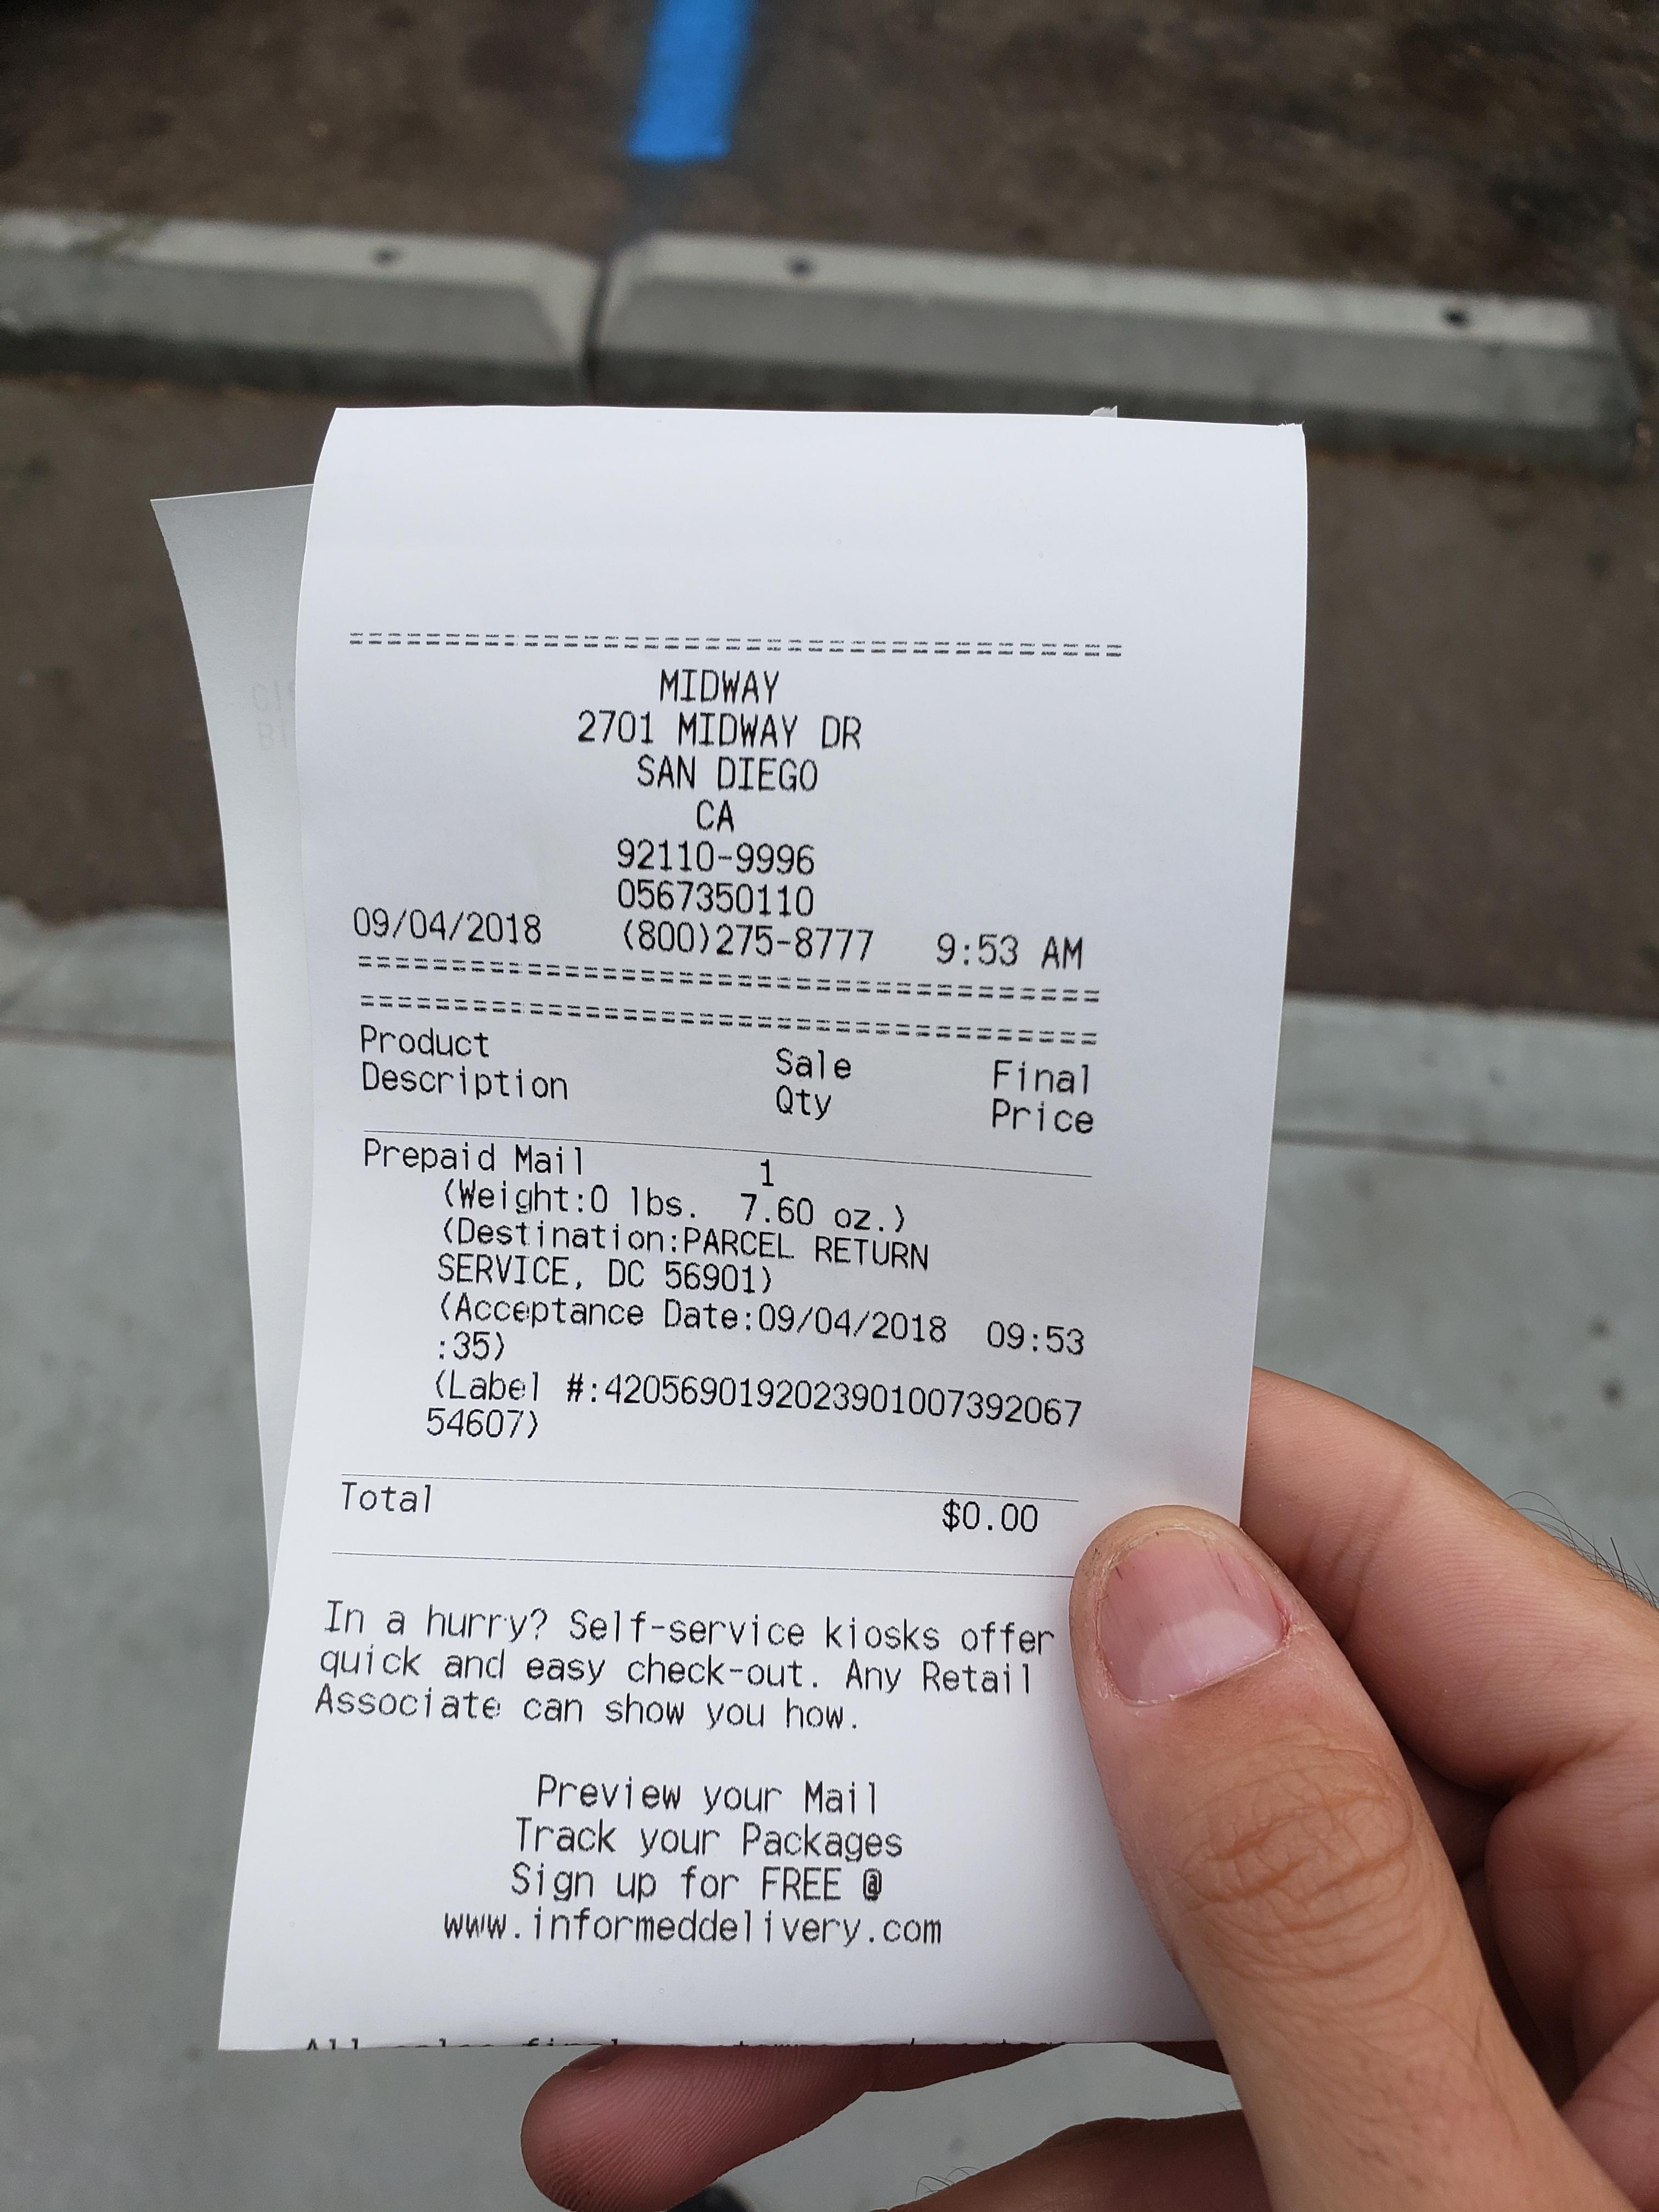 MIDWAY
2701 MIDWAY DR
SAN DIEGO
CA
92110-9996
0567350110
09/04/2018 (800)275-8777 9:53 AM
Product Sale Final
Description Qty Price
Prepaid Mail 1
(Weight:0 lbs. 7.60 oz.)
(Destination:PARCEL RETURN
SERVICE, DC 56901)
(Acceptance Date:09/04/2018 09:53
:35)
(Label #:42056901920239010073920 67
54607)
Total $0.00
In a hurry? Self-service kiosks offer
quick and easy check-out. Any Retail
Associate can show you how.
Preview your Mail
Track your Packages
Sign up for FREE @
www.informeddelivery.com